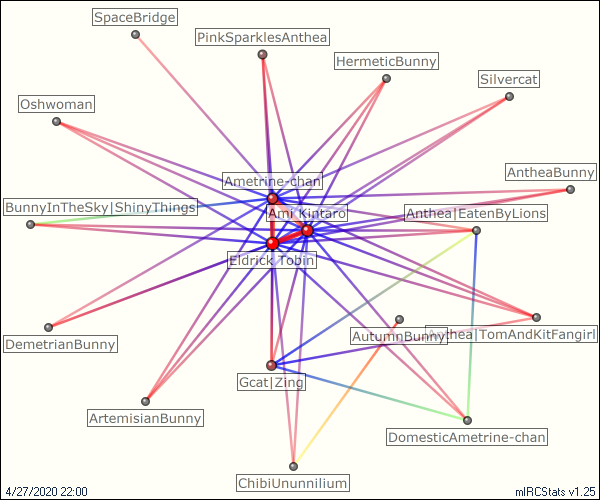 SpaceBridge
PinkSparklesAnthea
HermeticBunny
Silvercat
Oshwoman
AntheaBunny
Ametrine-chan
BunnyInTheSky|ShinyThings
Ami Kintaro
Anthea|EatenByLions
Eldrick Tobin
DemetrianBunny
AutumnBunny
Anthea|TomAndKitFangirl
Gcat|Zing
ArtemisianBunny
DomesticAmetrine-chan
ChibiUnunnilium
4/27/2020 22:00
mIRCStats v1.25